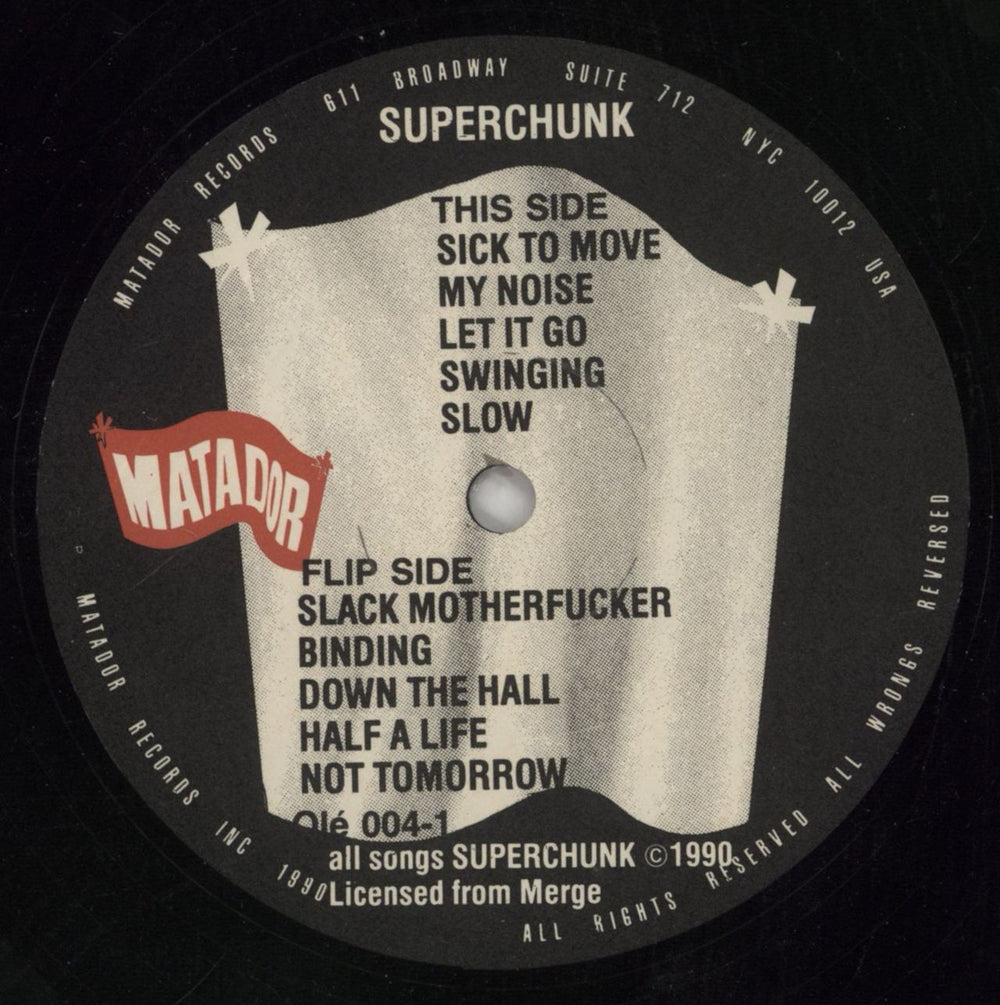 MATADOR RECORDS 611 BROADWAY SUITE 712 NYC 10012 USA
SUPERCHUNK
THIS SIDE
SICK TO MOVE
MY NOISE
LET IT GO
SWINGING
SLOW
MATADOR
FLIP SIDE
SLACK MOTHERFUCKER
BINDING
DOWN THE HALL
HALF A LIFE
NOT TOMORROW
Olé 004-1
all songs SUPERCHUNK ©1990
Licensed from Merge
P MATADOR RECORDS INC 1990 ALL RIGHTS RESERVED ALL WRONGS REVERSED